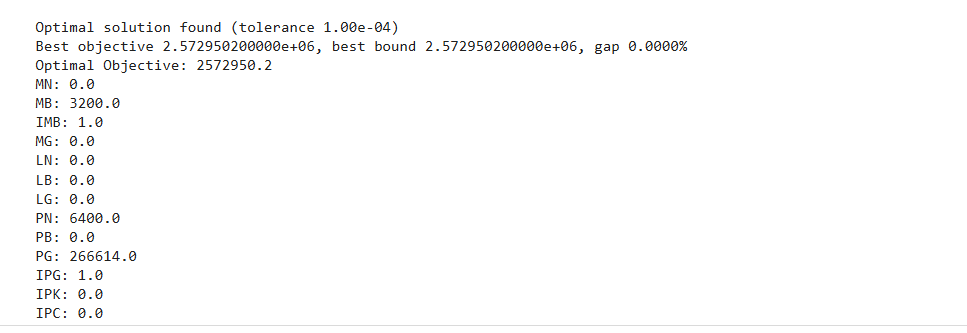 Optimal solution found (tolerance 1.00e-04)
Best objective 2.572950200000e+06, best bound 2.572950200000e+06, gap 0.0000%
Optimal Objective: 2572950.2
MN: 0.0
MB: 3200.0
IMB: 1.0
MG: 0.0
LN: 0.0
LB: 0.0
LG: 0.0
PN: 6400.0
PB: 0.0
PG: 266614.0
IPG: 1.0
IPK: 0.0
IPC: 0.0